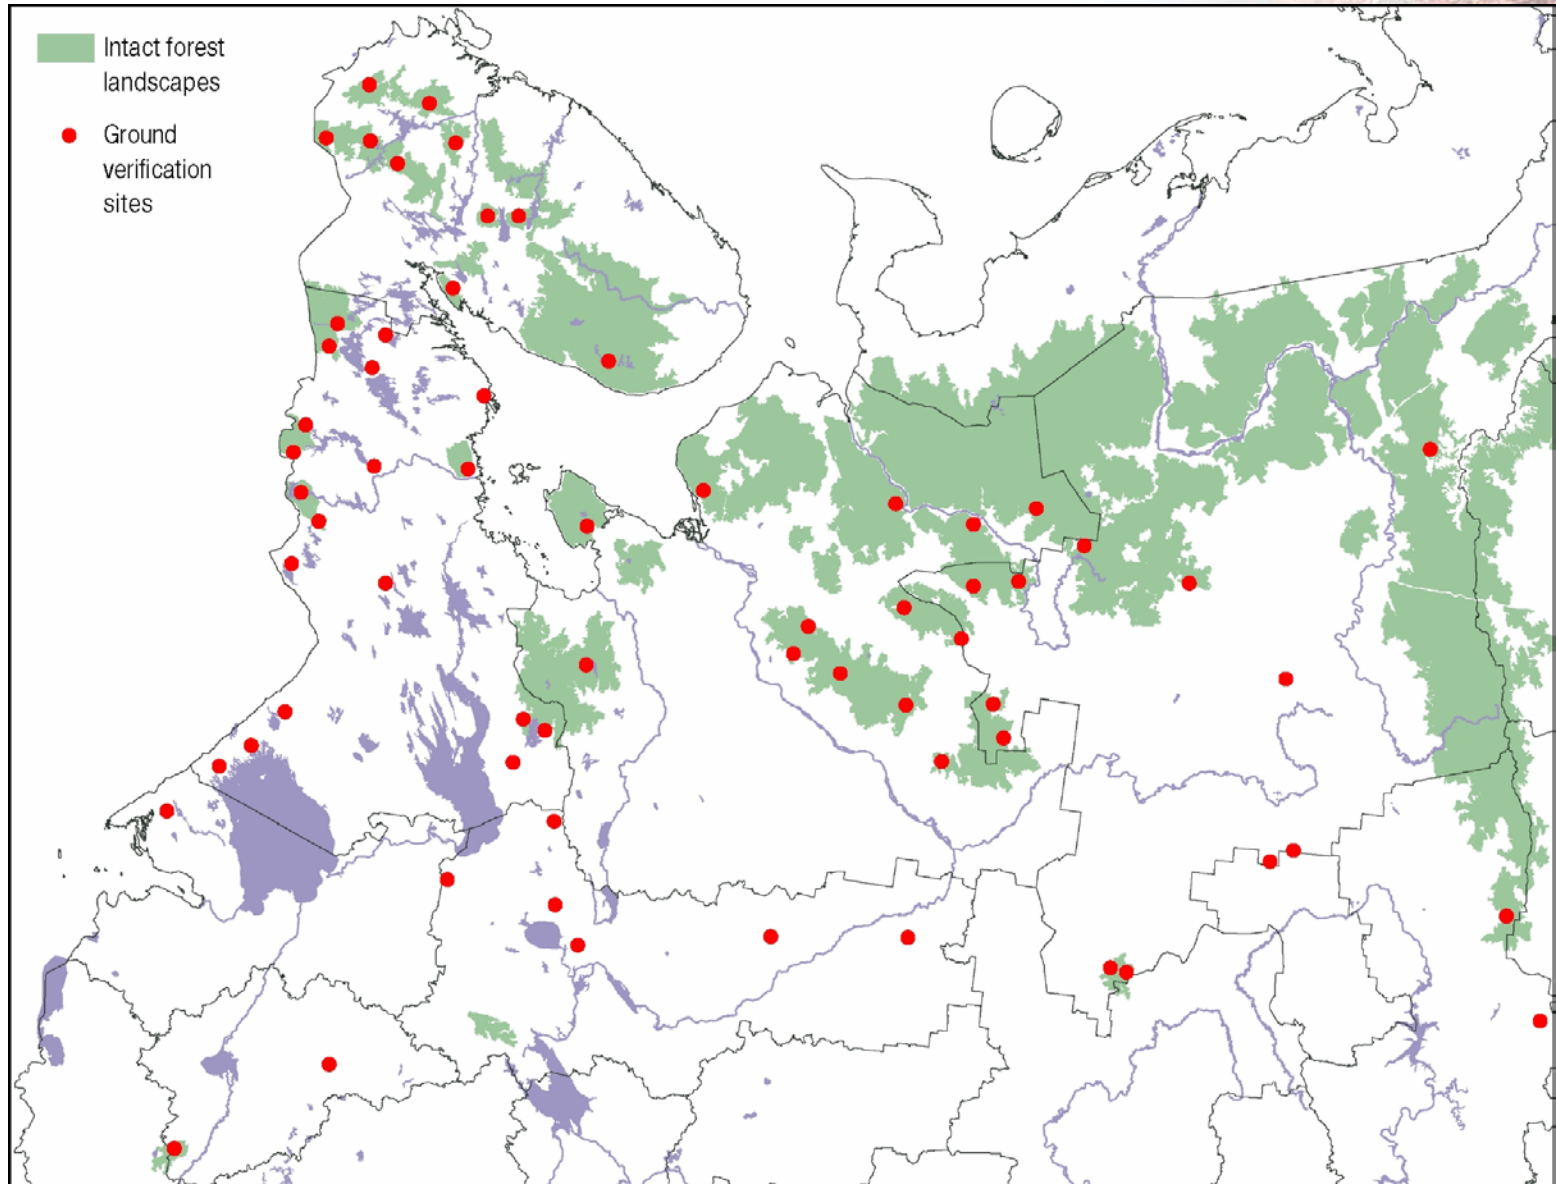 Intact forest
landscapes
Ground
verification
sites